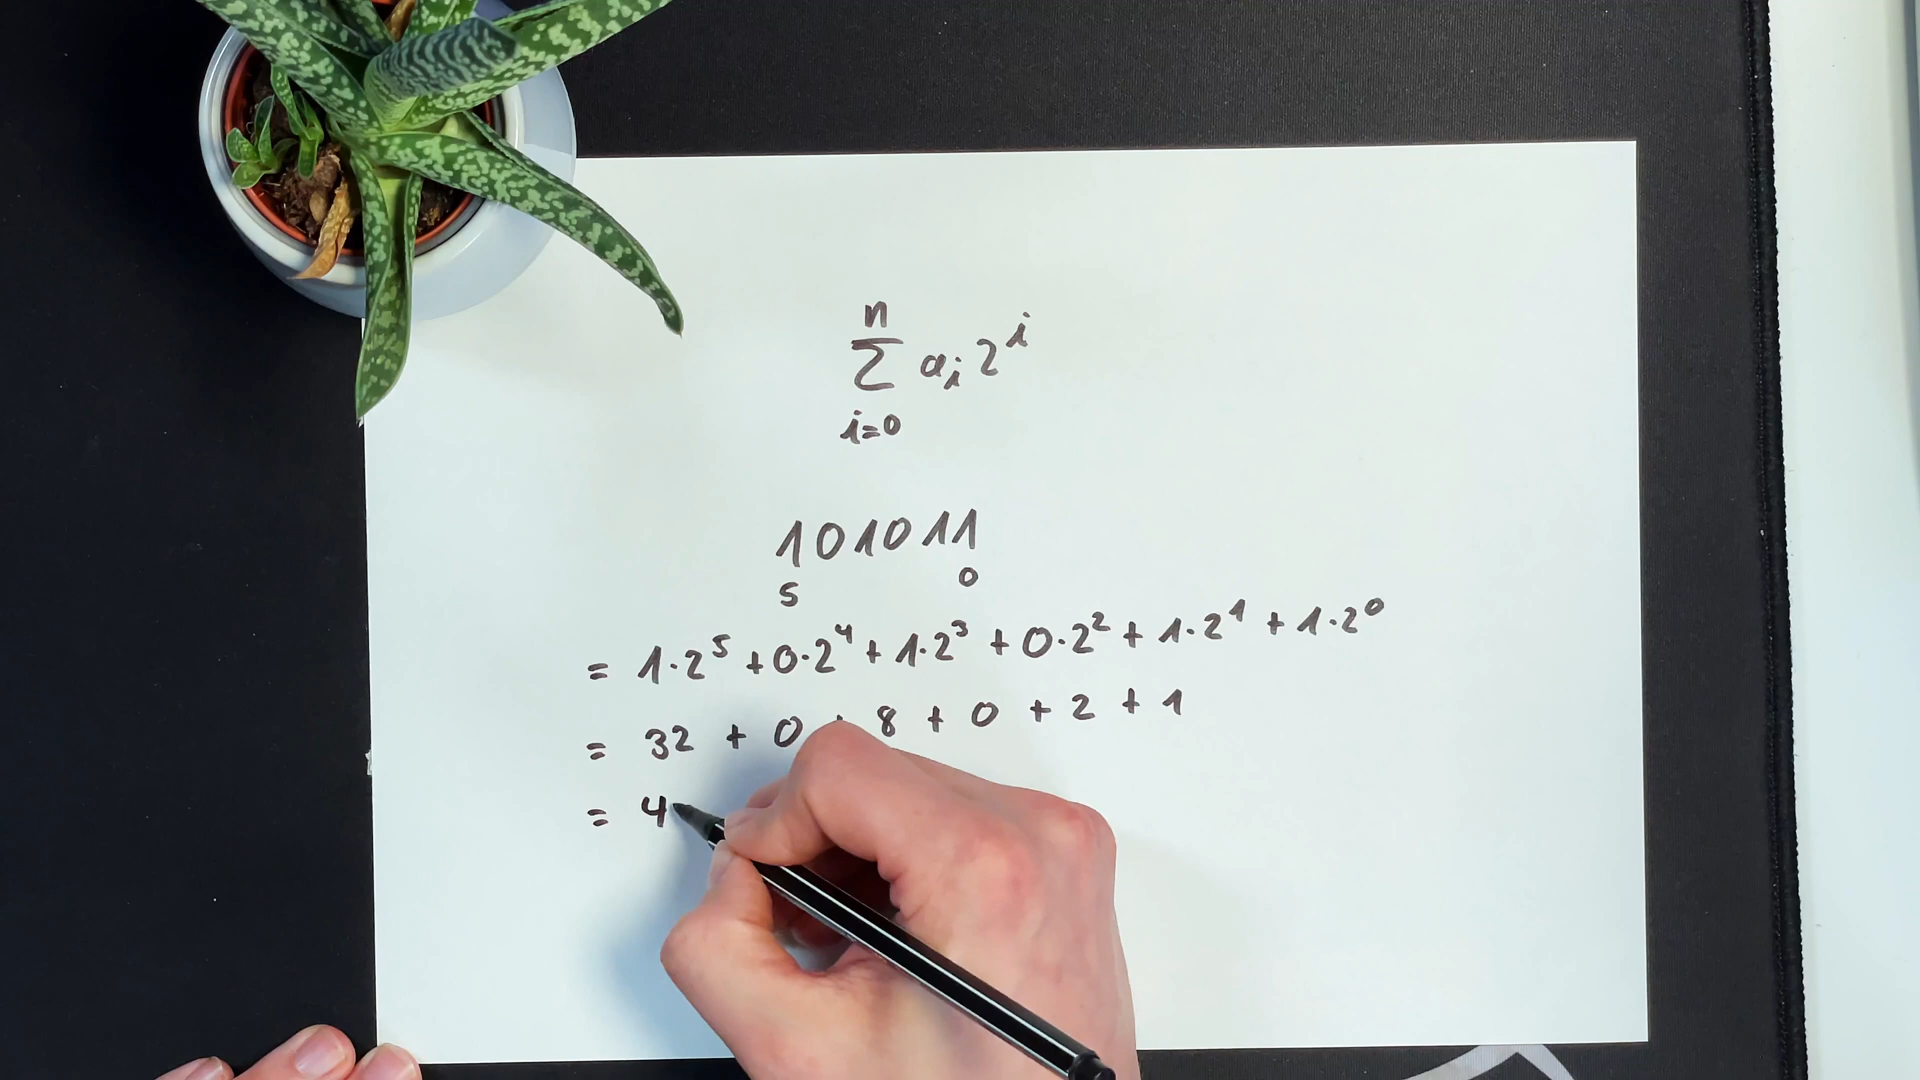 n
Σ aᵢ 2ⁱ
i=0
101011
5 0
= 1·2⁵ + 0·2⁴ + 1·2³ + 0·2² + 1·2¹ + 1·2⁰
= 32 + 0 + 8 + 0 + 2 + 1
= 4